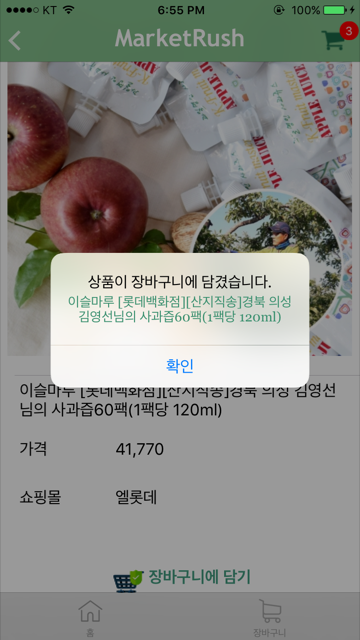 KT 6:55 PM 100%
MarketRush
3
APPLE JUICE
APPLE JUICE
상품이 장바구니에 담겼습니다.
이슬마루 [롯데백화점][산지직송]경북 의성
김영선님의 사과즙60팩(1팩당 120ml)
확인
이슬마루 [롯데백화점][산지직송]경북 의성 김영선
님의 사과즙60팩(1팩당 120ml)
가격 41,770
쇼핑몰 엘롯데
장바구니에 담기
홈 장바구니